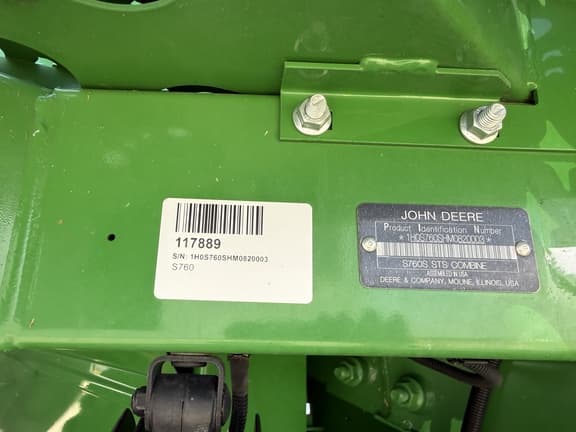 117889
S/N: 1H0S760SHM0820003
S760
JOHN DEERE
Product Identification Number
*1H0S760SHM0820003*
S760S STS COMBINE
ASSEMBLED IN USA
DEERE & COMPANY, MOLINE, ILLINOIS, USA